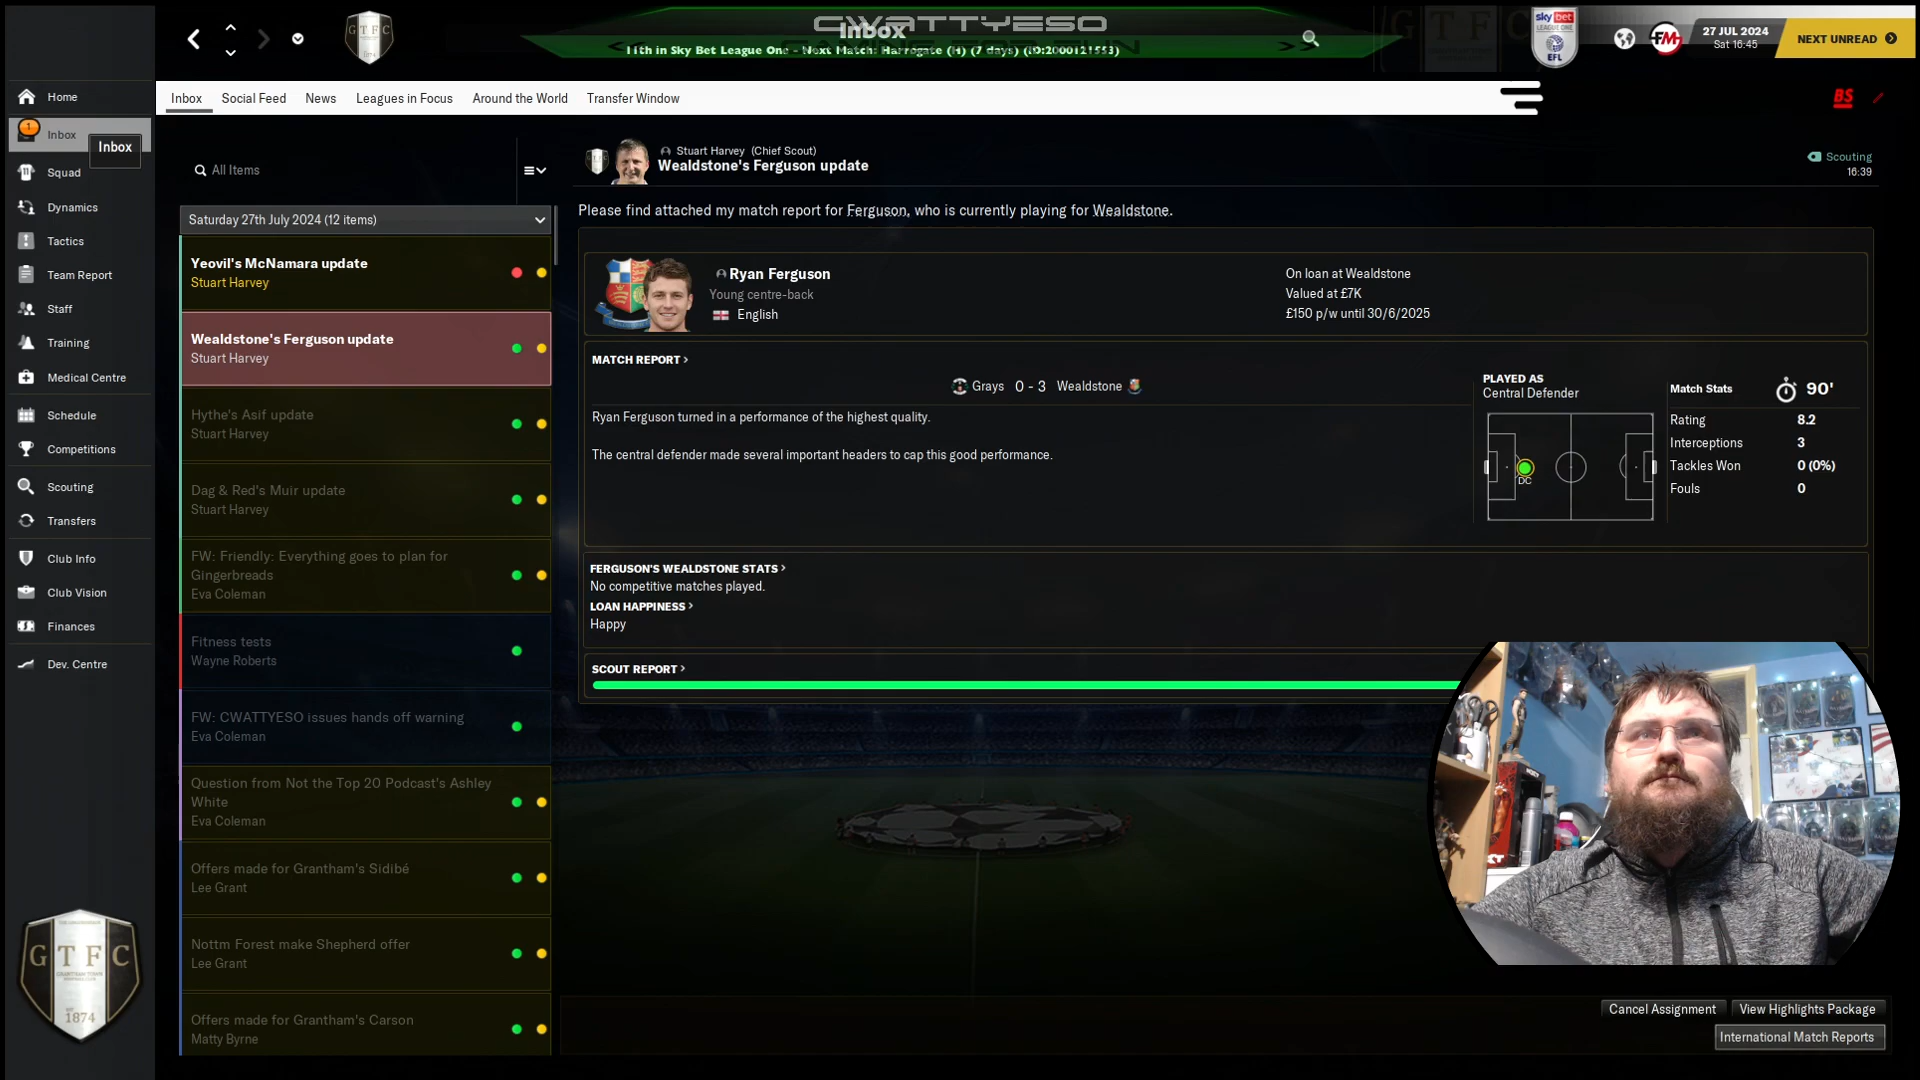 CWATTYESO
Inbox
11th in Sky Bet League One - Next Match: Harrogate (H) (7 days) (ID:2000121553)
GTFC
sky bet
LEAGUE ONE
EFL
FM
27 JUL 2024
Sat 16:45
NEXT UNREAD
Inbox Social Feed News Leagues in Focus Around the World Transfer Window
BS
Home
1
Inbox
Inbox
Squad
Dynamics
Tactics
Team Report
Staff
Training
Medical Centre
Schedule
Competitions
Scouting
Transfers
Club Info
Club Vision
Finances
Dev. Centre
GTFC
1874
All Items
Saturday 27th July 2024 (12 items)
Yeovil's McNamara update
Stuart Harvey
Wealdstone's Ferguson update
Stuart Harvey
Hythe's Asif update
Stuart Harvey
Dag & Red's Muir update
Stuart Harvey
FW: Friendly: Everything goes to plan for
Gingerbreads
Eva Coleman
Fitness tests
Wayne Roberts
FW: CWATTYESO issues hands off warning
Eva Coleman
Question from Not the Top 20 Podcast's Ashley
White
Eva Coleman
Offers made for Grantham's Sidibé
Lee Grant
Nottm Forest make Shepherd offer
Lee Grant
Offers made for Grantham's Carson
Matty Byrne
Stuart Harvey (Chief Scout)
Wealdstone's Ferguson update
Scouting
16:39
Please find attached my match report for Ferguson, who is currently playing for Wealdstone.
Ryan Ferguson
Young centre-back
English
On loan at Wealdstone
Valued at £7K
£150 p/w until 30/6/2025
MATCH REPORT >
Grays 0 - 3 Wealdstone
Ryan Ferguson turned in a performance of the highest quality.
The central defender made several important headers to cap this good performance.
PLAYED AS
Central Defender
DC
Match Stats 90'
Rating 8.2
Interceptions 3
Tackles Won 0 (0%)
Fouls 0
FERGUSON'S WEALDSTONE STATS >
No competitive matches played.
LOAN HAPPINESS >
Happy
SCOUT REPORT >
Cancel Assignment
View Highlights Package
International Match Reports